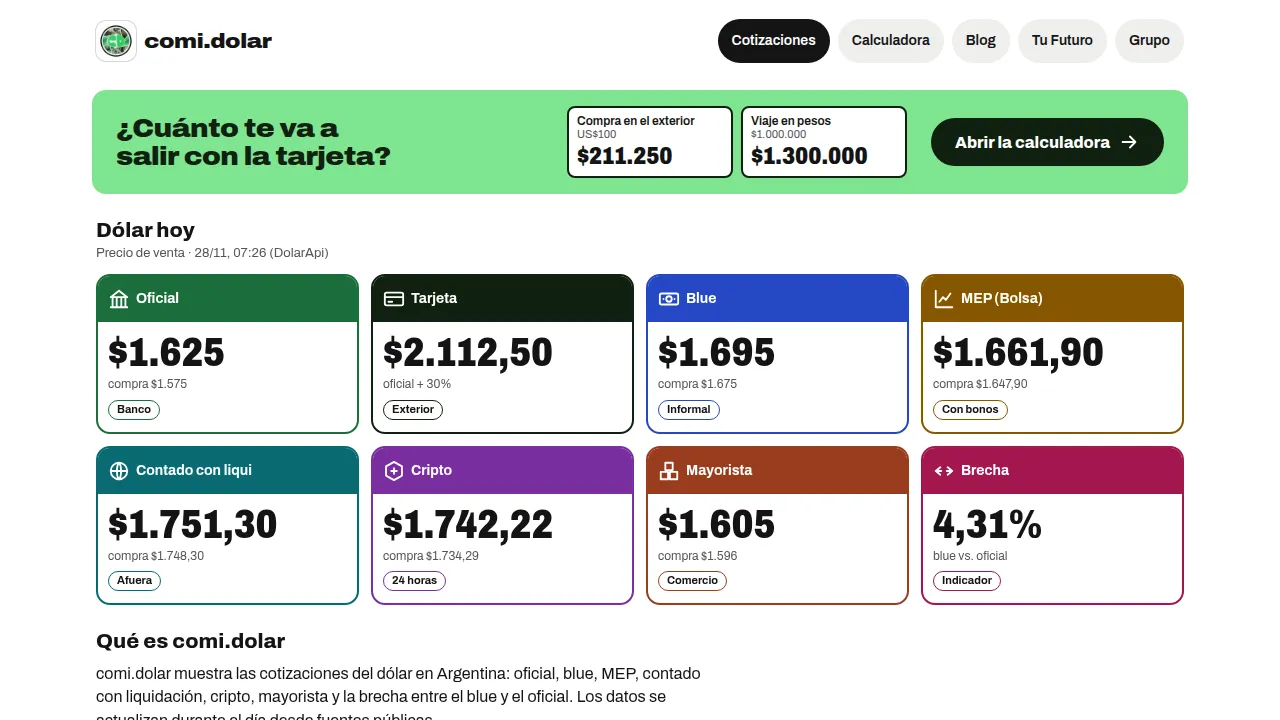 comi.dolar
Cotizaciones
Calculadora
Blog
Tu Futuro
Grupo
¿Cuánto te va a
salir con la tarjeta?
Compra en el exterior
US$100
$211.250
Viaje en pesos
$1.000.000
$1.300.000
Abrir la calculadora
Dólar hoy
Precio de venta · 28/11, 07:26 (DolarApi)
Oficial
$1.625
compra $1.575
Banco
Tarjeta
$2.112,50
oficial + 30%
Exterior
Blue
$1.695
compra $1.675
Informal
MEP (Bolsa)
$1.661,90
compra $1.647,90
Con bonos
Contado con liqui
$1.751,30
compra $1.748,30
Afuera
Cripto
$1.742,22
compra $1.734,29
24 horas
Mayorista
$1.605
compra $1.596
Comercio
Brecha
4,31%
blue vs. oficial
Indicador
Qué es comi.dolar
comi.dolar muestra las cotizaciones del dólar en Argentina: oficial, blue, MEP, contado
con liquidación, cripto, mayorista y la brecha entre el blue y el oficial. Los datos se
actualizan durante el día desde fuentes públicas.